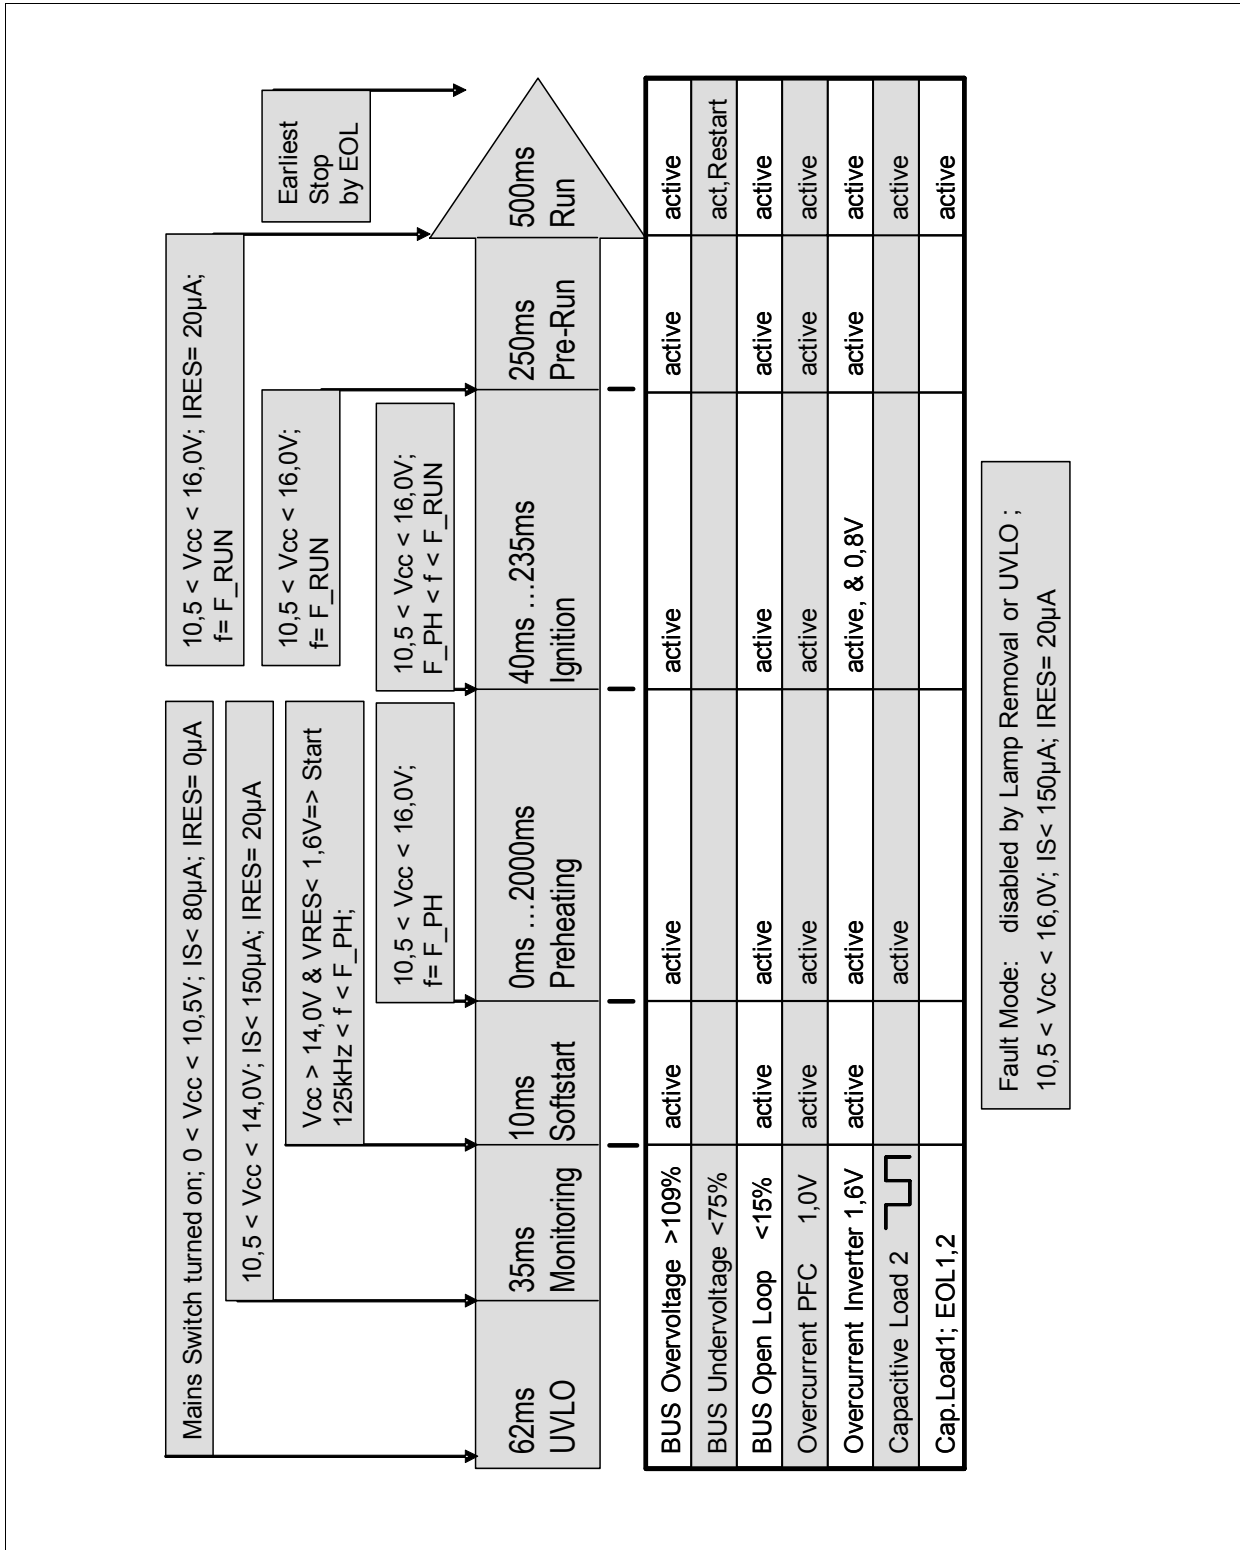 Mains Switch turned on; 0 < Vcc < 10,5V; IS< 80µA; IRES= 0µA
10,5 < Vcc < 14,0V; IS< 150µA; IRES= 20µA
Vcc > 14,0V & VRES< 1,6V=> Start
125kHz < f < F_PH;
10,5 < Vcc < 16,0V;
f= F_PH
10,5 < Vcc < 16,0V; IRES= 20µA;
f= F_RUN
10,5 < Vcc < 16,0V;
f= F_RUN
10,5 < Vcc < 16,0V;
F_PH < f < F_RUN
Earliest
Stop
by EOL
62ms
UVLO
35ms
Monitoring
10ms
Softstart
0ms …2000ms
Preheating
40ms …235ms
Ignition
250ms
Pre-Run
500ms
Run
BUS Overvoltage >109% active active active active active
BUS Undervoltage <75% act,Restart
BUS Open Loop <15% active active active active active
Overcurrent PFC 1,0V active active active active active
Overcurrent Inverter 1,6V active active active, & 0,8V active active
Capacitive Load 2 active active
Cap.Load1; EOL1,2 active
Fault Mode: disabled by Lamp Removal or UVLO ;
10,5 < Vcc < 16,0V; IS< 150µA; IRES= 20µA